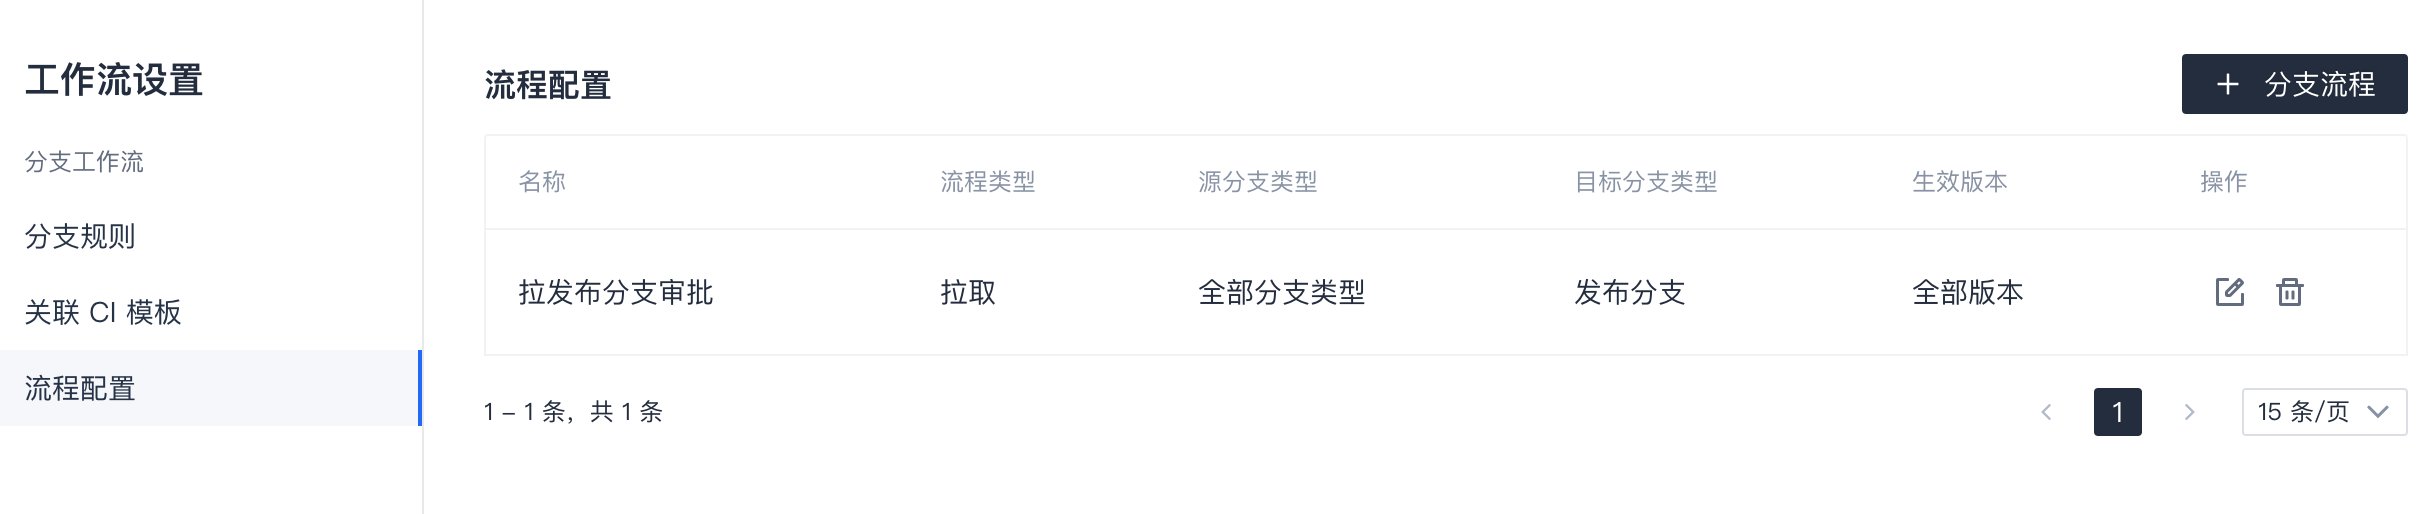 工作流设置
分支工作流
分支规则
关联 CI 模板
流程配置
流程配置
分支流程
名称 流程类型 源分支类型 目标分支类型 生效版本 操作
拉发布分支审批 拉取 全部分支类型 发布分支 全部版本
1 – 1 条，共 1 条
1
15 条/页